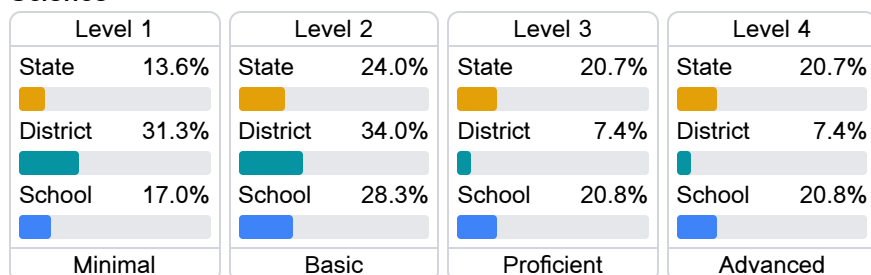 Level 1
State 13.6%
District 31.3%
School 17.0%
Minimal
Level 2
State 24.0%
District 34.0%
School 28.3%
Basic
Level 3
State 20.7%
District 7.4%
School 20.8%
Proficient
Level 4
State 20.7%
District 7.4%
School 20.8%
Advanced